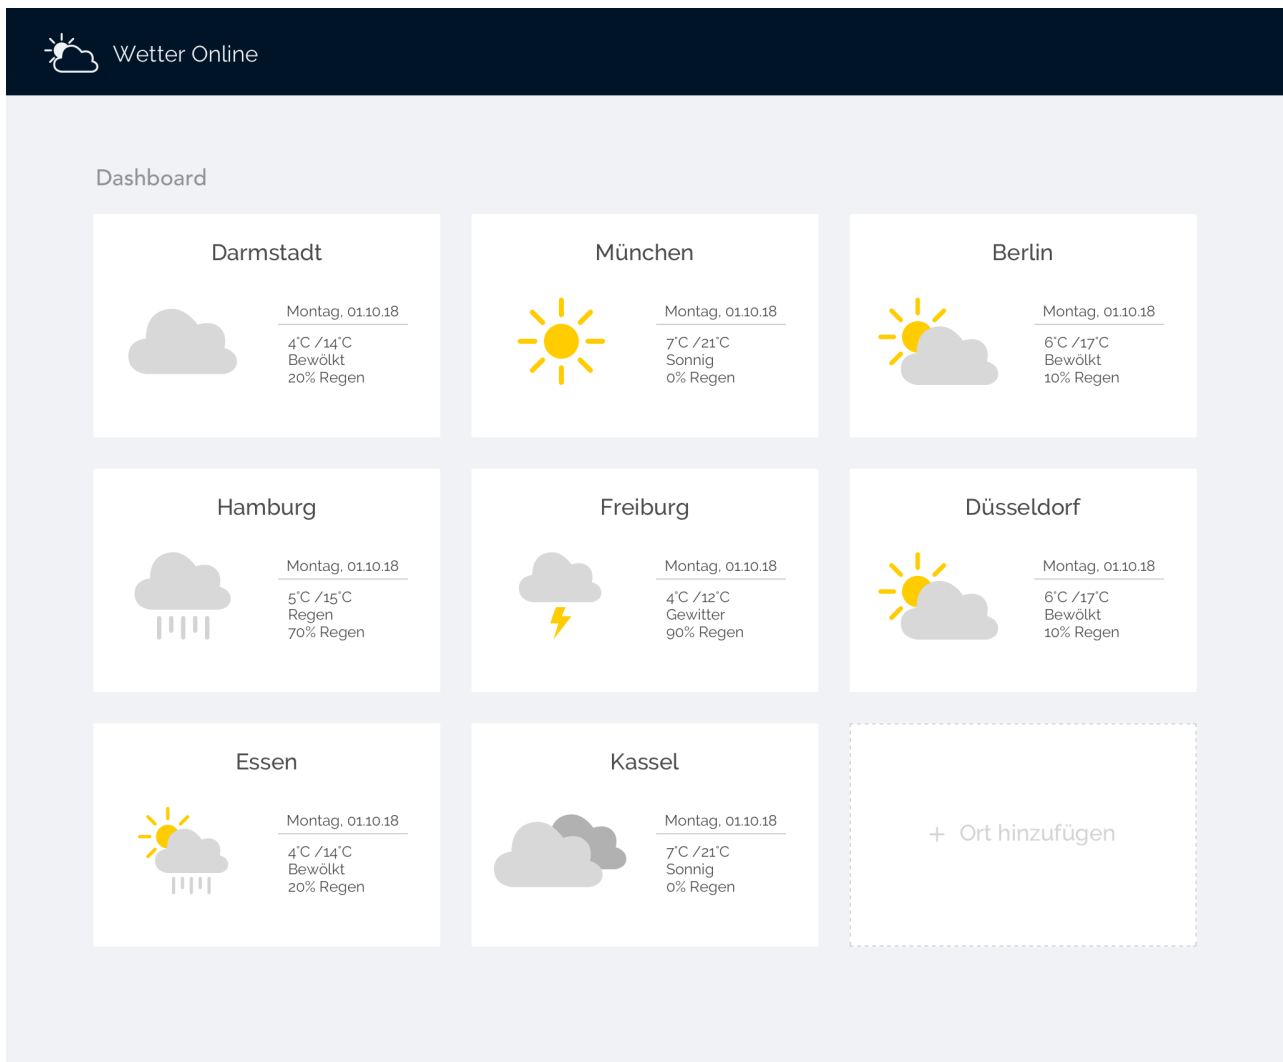 Wetter Online
Dashboard
Darmstadt
Montag, 01.10.18
4°C /14°C
Bewölkt
20% Regen
München
Montag, 01.10.18
7°C /21°C
Sonnig
0% Regen
Berlin
Montag, 01.10.18
6°C /17°C
Bewölkt
10% Regen
Hamburg
Montag, 01.10.18
5°C /15°C
Regen
70% Regen
Freiburg
Montag, 01.10.18
4°C /12°C
Gewitter
90% Regen
Düsseldorf
Montag, 01.10.18
6°C /17°C
Bewölkt
10% Regen
Essen
Montag, 01.10.18
4°C /14°C
Bewölkt
20% Regen
Kassel
Montag, 01.10.18
7°C /21°C
Sonnig
0% Regen
+ Ort hinzufügen